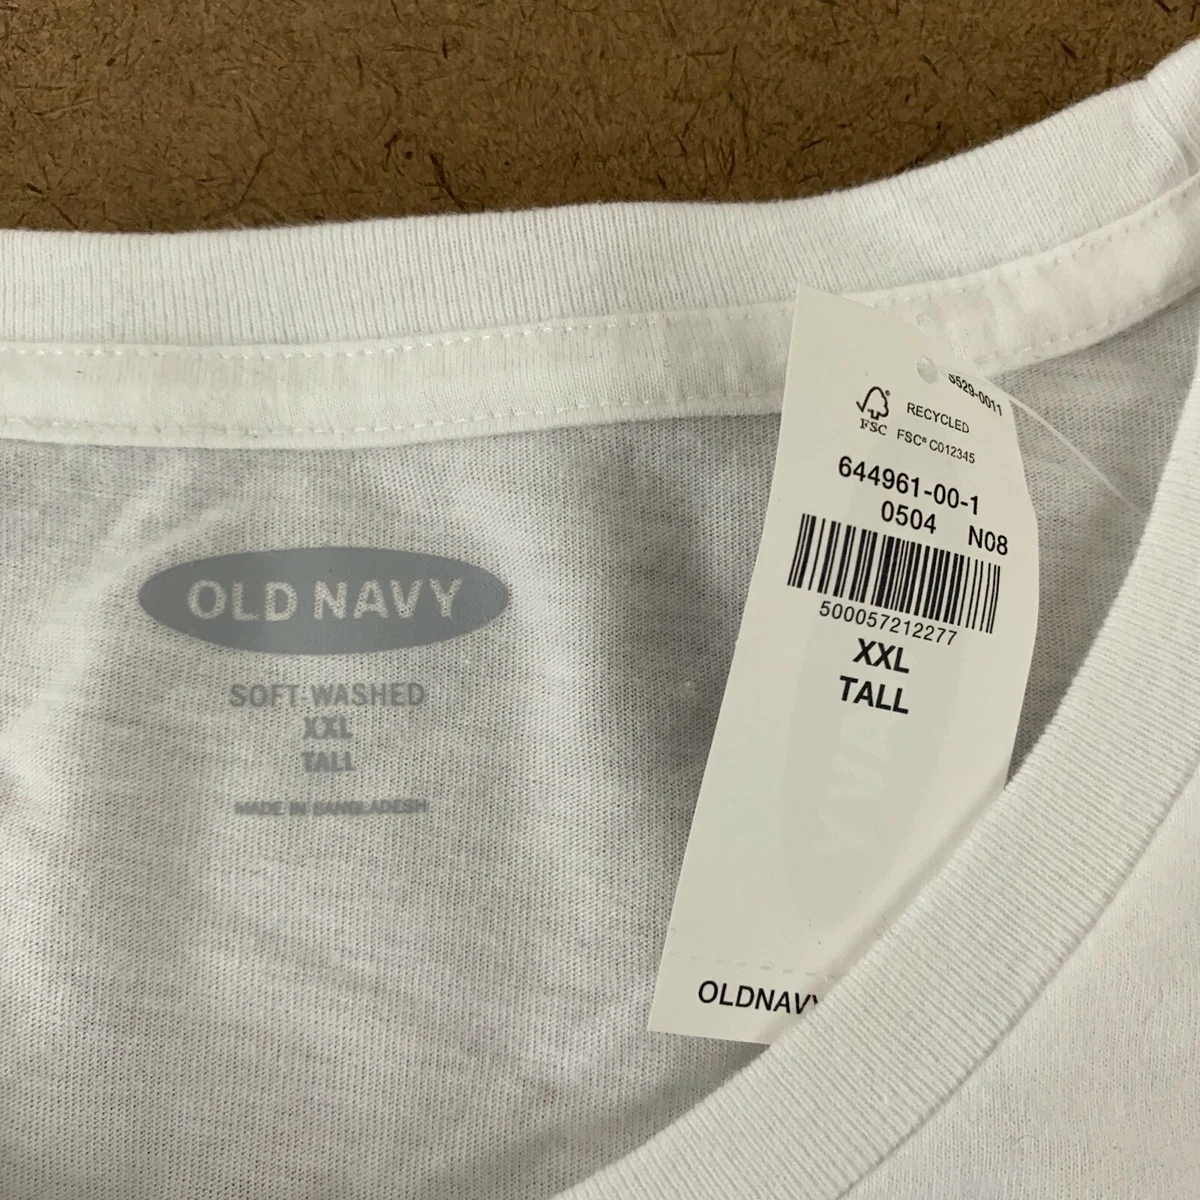 OLD NAVY
SOFT-WASHED
XXL
TALL
MADE IN BANGLADESH
3529-0011
FSC
RECYCLED
FSC® C012345
644961-00-1
0504 N08
500057212277
XXL
TALL
OLDNAVY